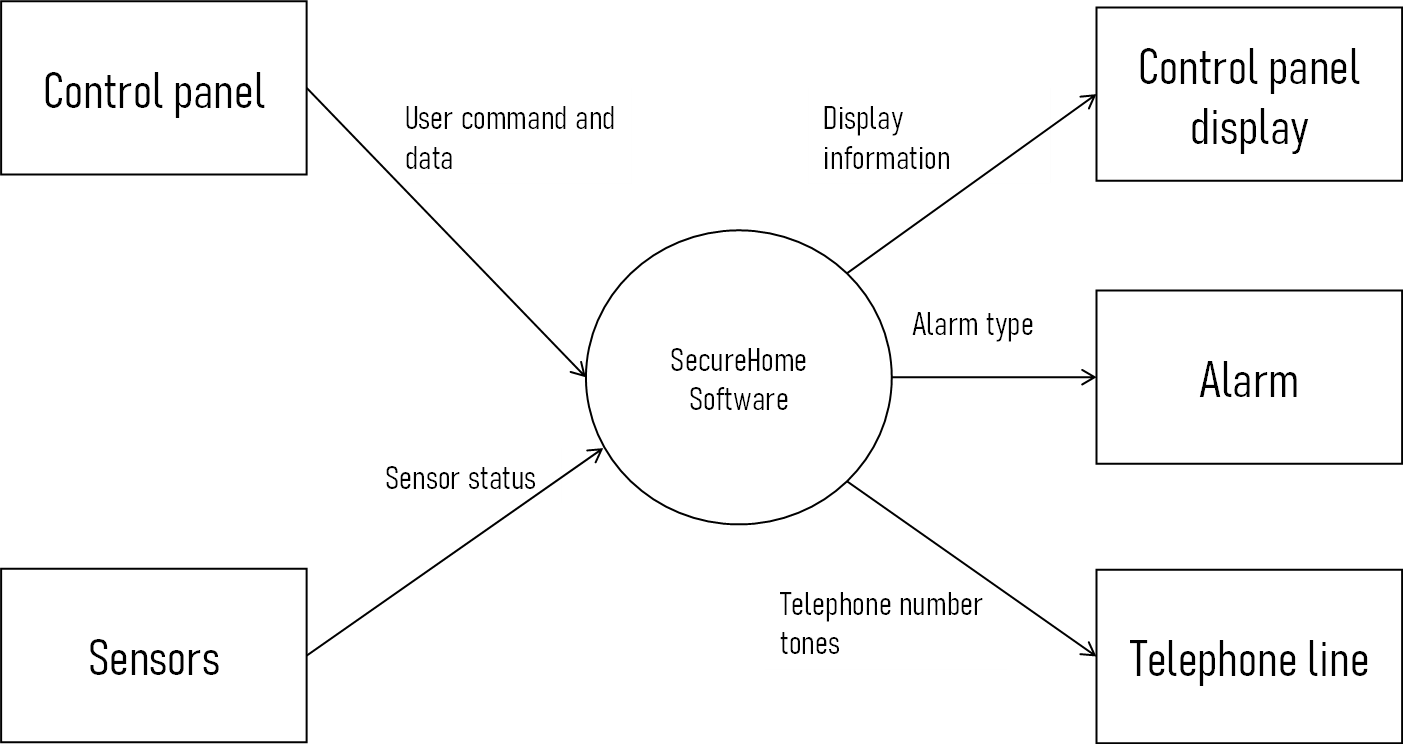 Control panel
User command and
data
Display
information
Control panel
display
SecureHome
Software
Alarm type
Alarm
Sensor status
Sensors
Telephone number
tones
Telephone line